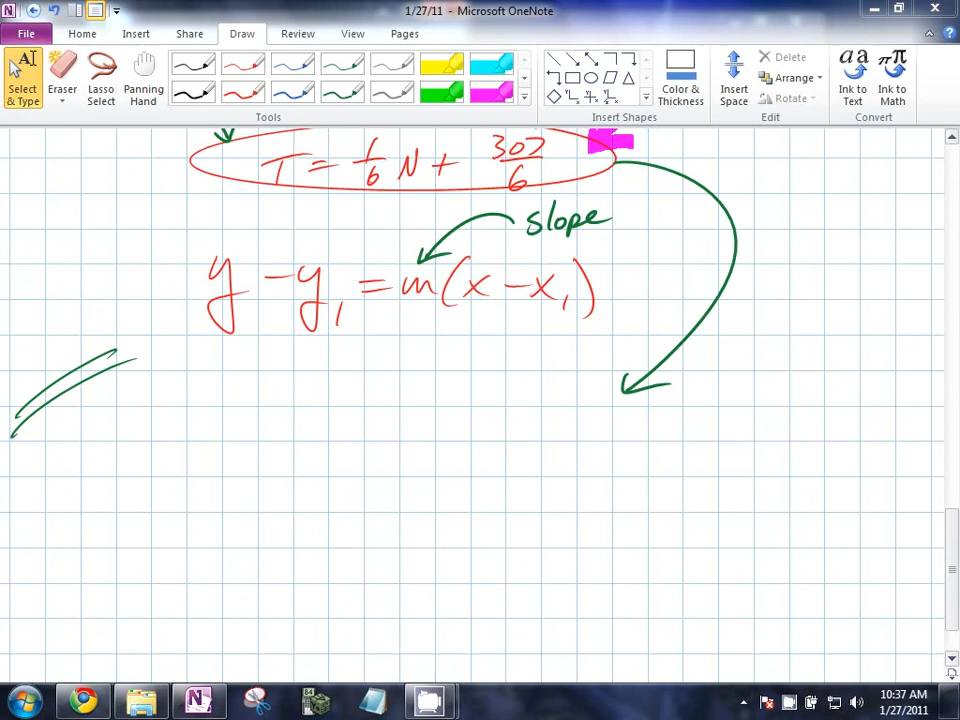 1/27/11 - Microsoft OneNote
File Home Insert Share Draw Review View Pages
Select & Type
Eraser
Lasso Select
Panning Hand
Color & Thickness
Insert Space
Delete
Arrange
Rotate
Ink to Text
Ink to Math
Tools Insert Shapes Edit Convert
T = 1/6 N + 307/6
slope
y - y₁ = m(x - x₁)
10:37 AM
1/27/2011